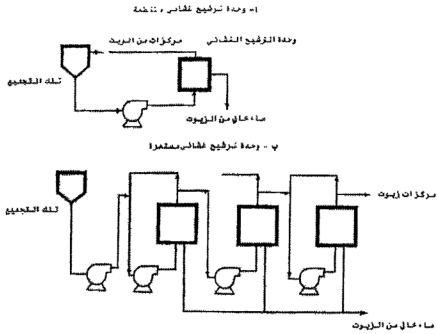 ا- وحدة ترشيح غشائي منتظمة
مركزات من الزيت
وحدة الترشيح الغشائي
تنك التجميع
ماء خالي من الزيوت
ب - وحدة ترشيح غشائي مستمرة
تنك التجميع
مركزات زيوت
ماء خالي من الزيوت